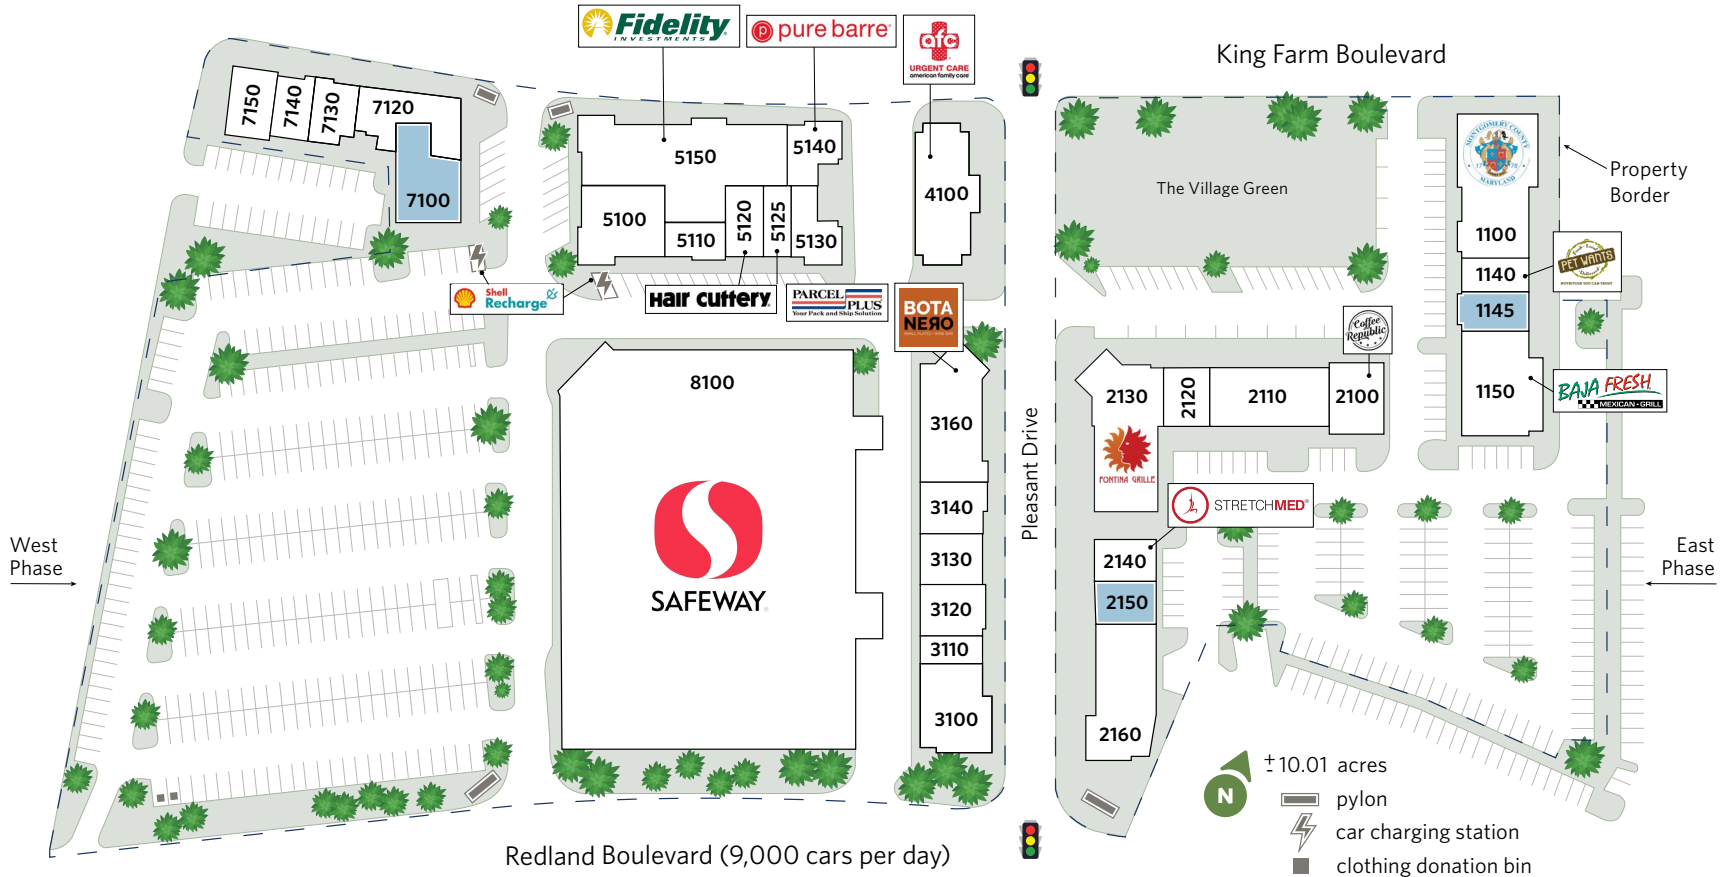 Fidelity
INVESTMENTS
p pure barre
afc
URGENT CARE
american family care
King Farm Boulevard
7150
7140
7130
7120
7100
5150
5140
5100
5110
5120
5125
5130
4100
The Village Green
MONTGOMERY COUNTY
17 76
MARYLAND
Property
Border
1100
1140
PET WANTS
1145
1150
BAJA FRESH
MEXICAN • GRILL
Shell
Recharge
Hair Cuttery
PARCEL
PLUS
Your Pack and Ship Solution
BOTA
NERO
Coffee
Republic
8100
SAFEWAY
3160
3140
3130
3120
3110
3100
Pleasant Drive
2130
2120
2110
2100
FONTINA GRILLE
STRETCHMED
2140
2150
2160
West
Phase
East
Phase
N
± 10.01 acres
pylon
car charging station
clothing donation bin
Redland Boulevard (9,000 cars per day)